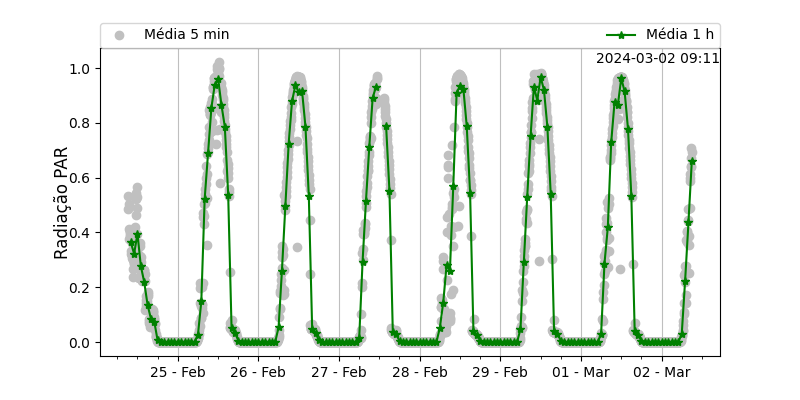 Média 5 min
Média 1 h
2024-03-02 09:11
Radiação PAR
1.0
0.8
0.6
0.4
0.2
0.0
25 - Feb
26 - Feb
27 - Feb
28 - Feb
29 - Feb
01 - Mar
02 - Mar